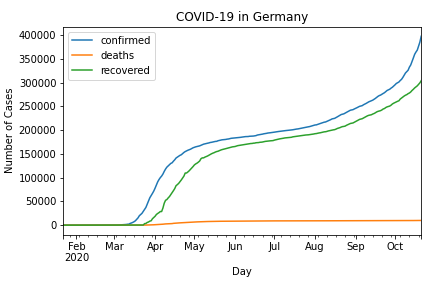 COVID-19 in Germany
confirmed
deaths
recovered
400000
350000
300000
250000
200000
150000
100000
50000
0
Number of Cases
Feb Mar Apr May Jun Jul Aug Sep Oct
2020
Day